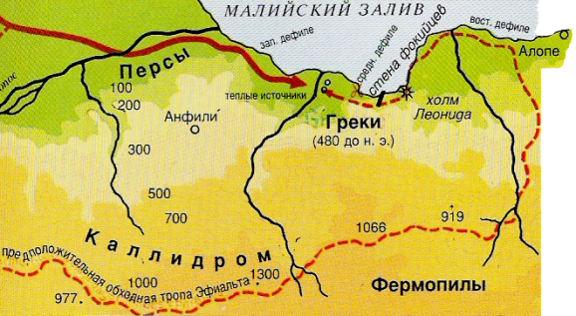 МАЛИЙСКИЙ ЗАЛИВ
вост. дефиле
Алопе
зап. дефиле
средн. дефиле
стена фокийцев
Персы
100
200
теплые источники
холм
Леонида
Анфили
Греки
(480 до н. э.)
300
500
700
919
1066
Каллидром
предположительная обходная тропа Эфиальта
1300
1000
977
Фермопилы